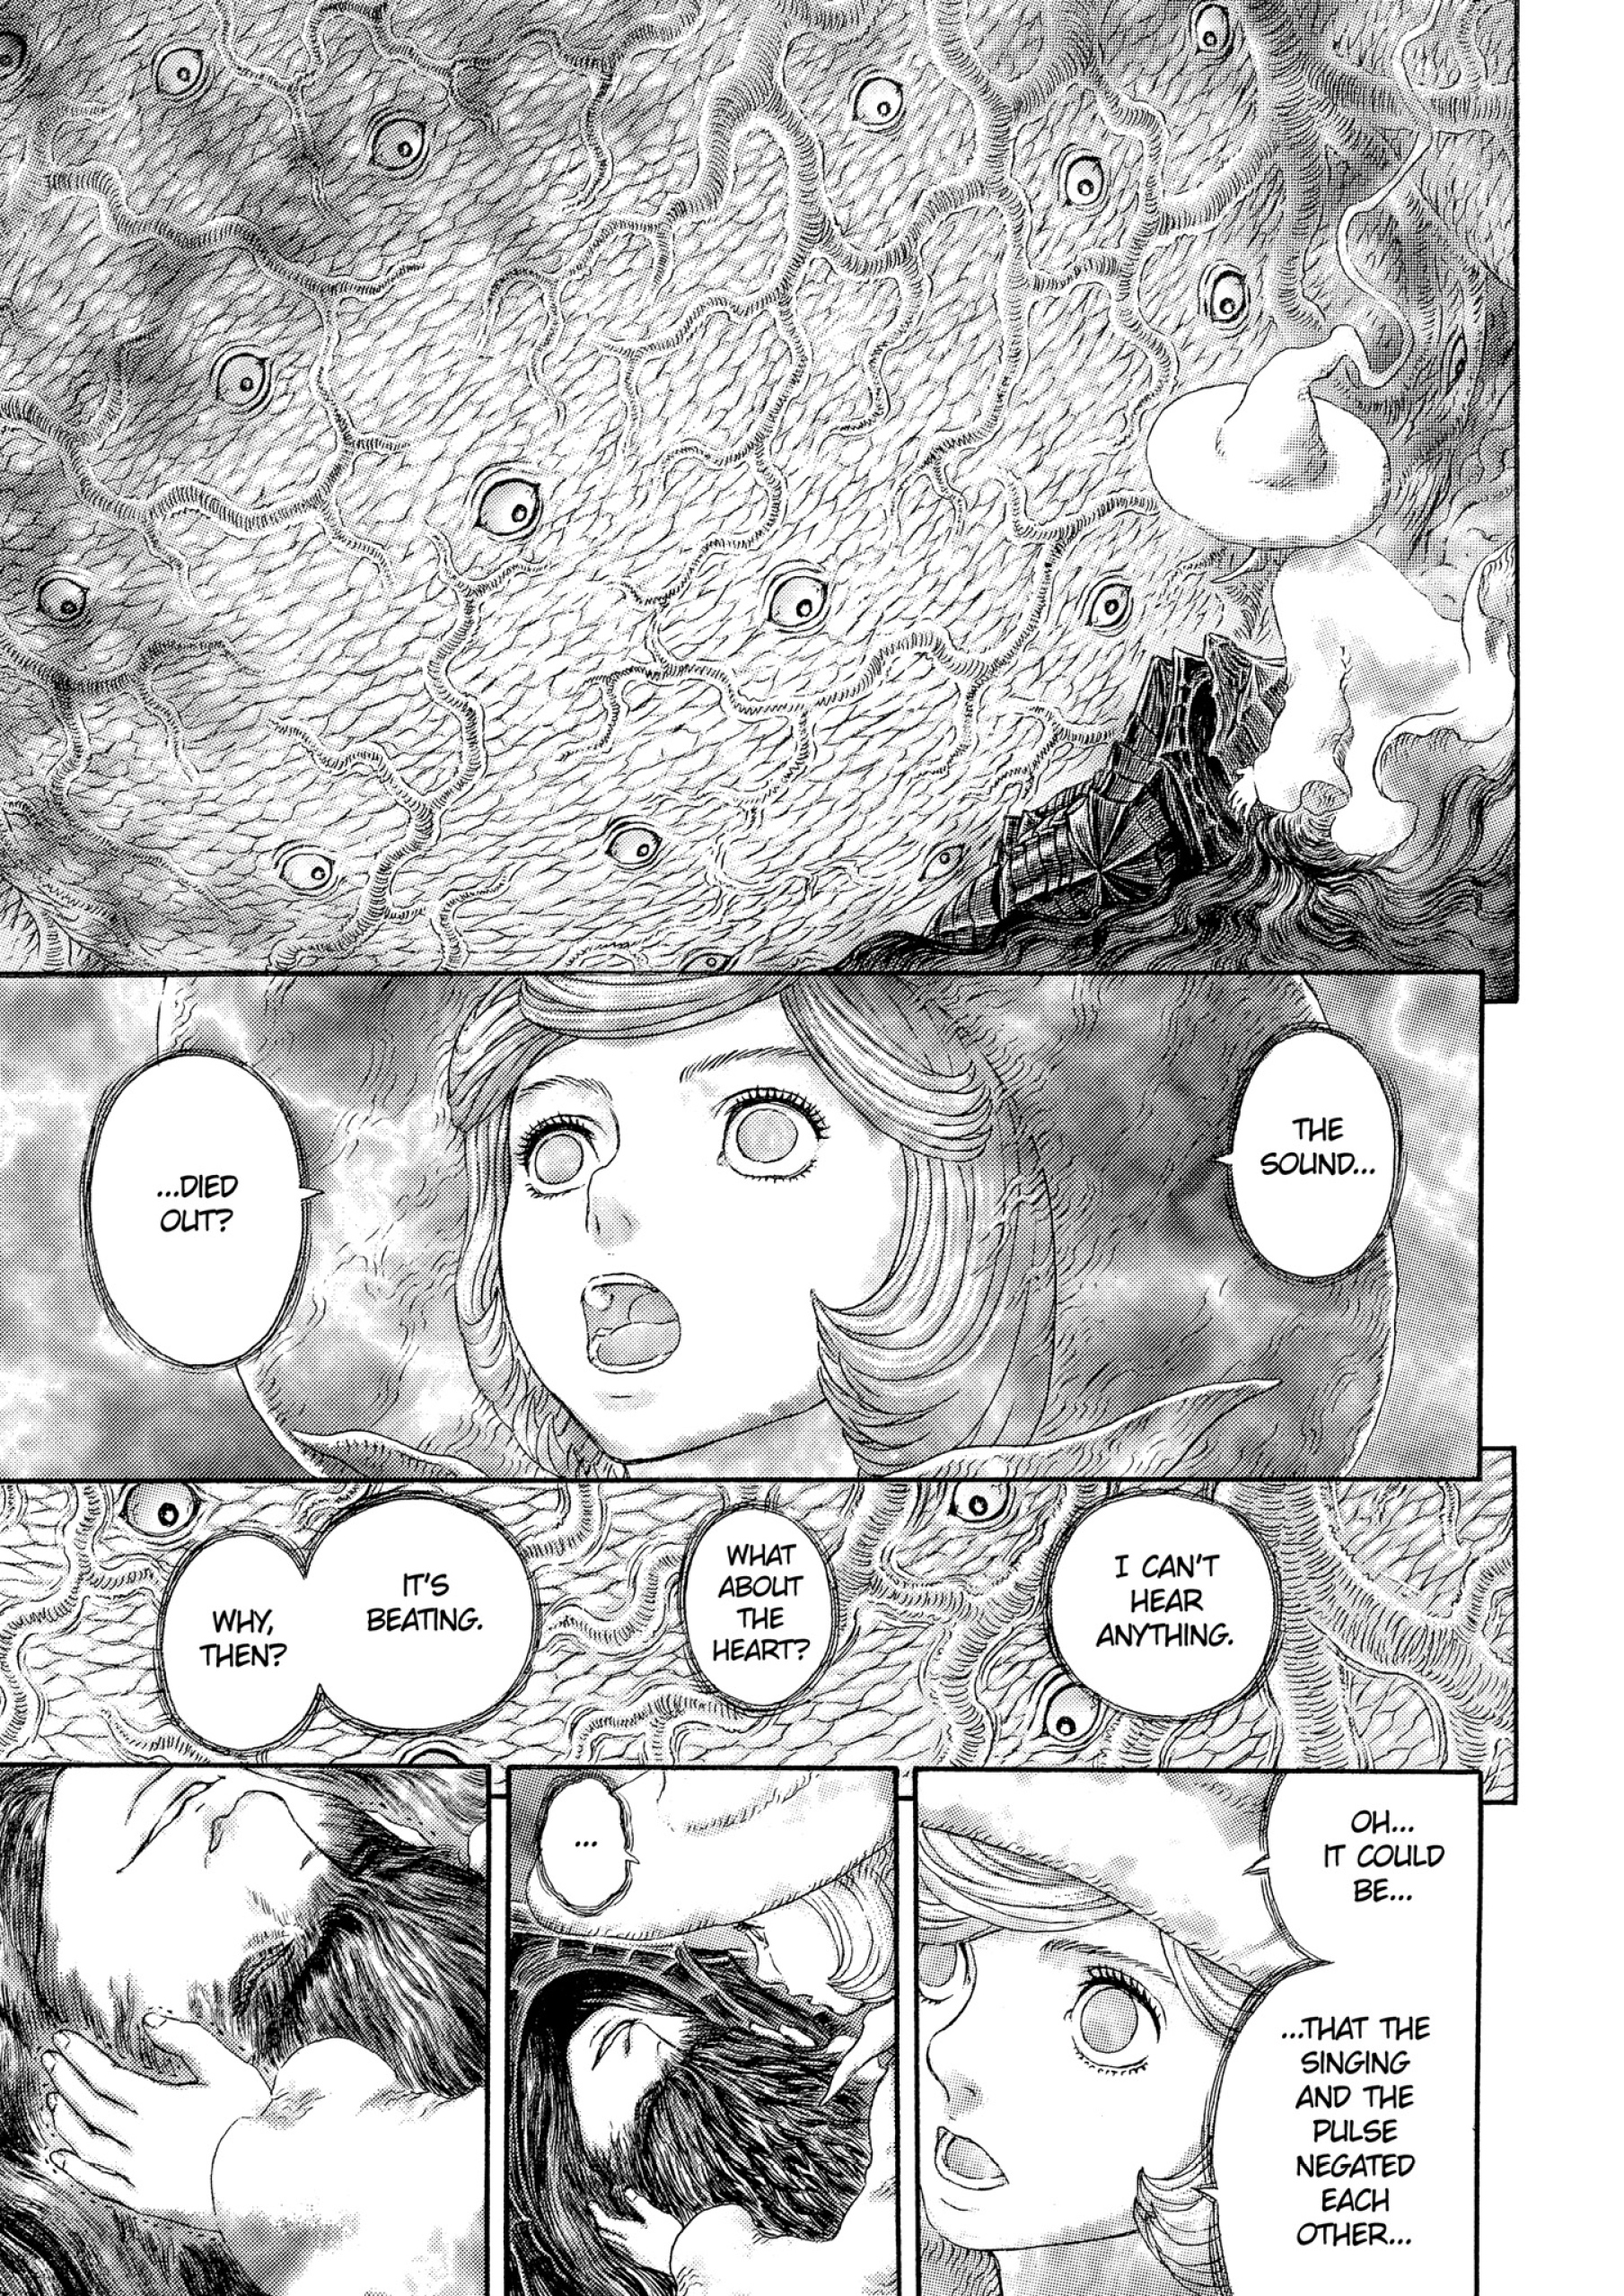 THE
SOUND...
...DIED
OUT?
I CAN'T
HEAR
ANYTHING.
WHAT
ABOUT
THE
HEART?
IT'S
BEATING.
WHY,
THEN?
OH...
IT COULD
BE...
...THAT THE
SINGING
AND THE
PULSE
NEGATED
EACH
OTHER...
...